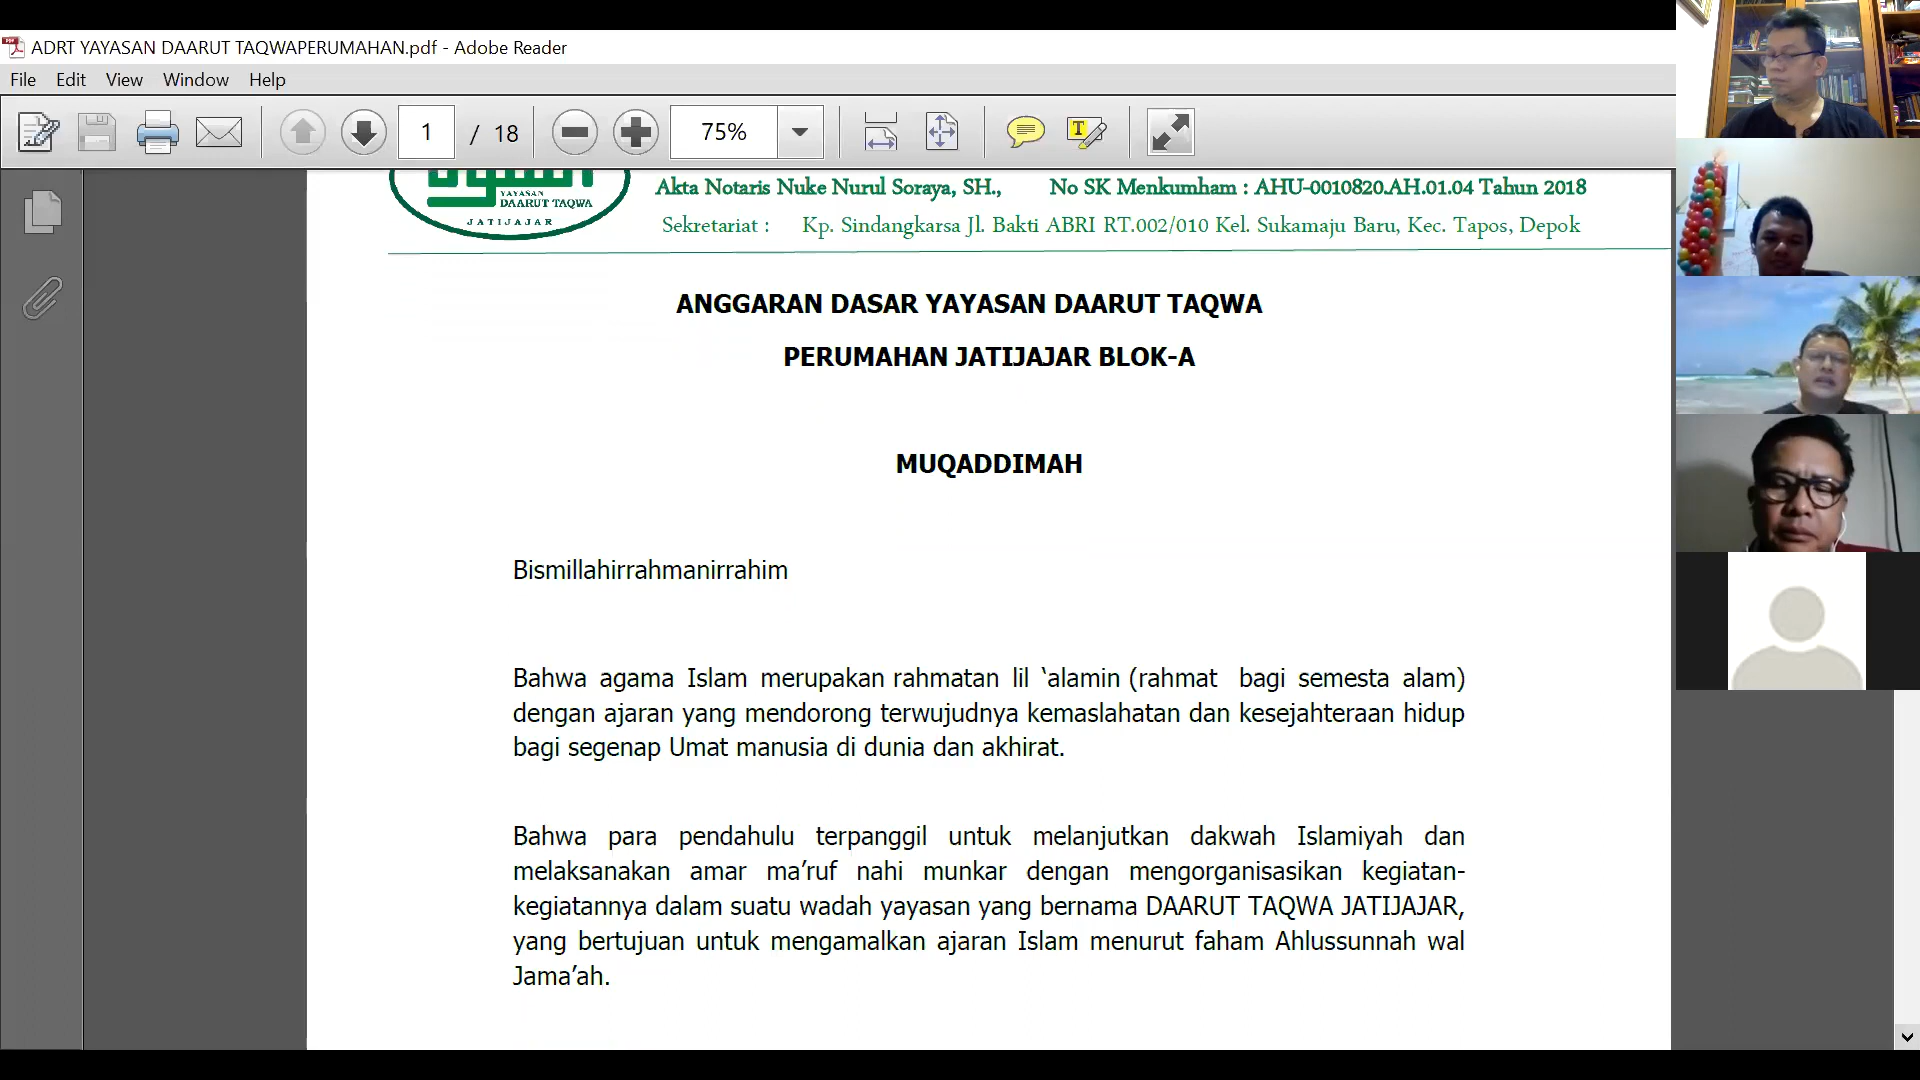 ADRT YAYASAN DAARUT TAQWAPERUMAHAN.pdf - Adobe Reader
File Edit View Window Help
1 / 18 75%
YAYASAN
DAARUT TAQWA
JATIJAJAR
Akta Notaris Nuke Nurul Soraya, SH., No SK Menkumham : AHU-0010820.AH.01.04 Tahun 2018
Sekretariat : Kp. Sindangkarsa Jl. Bakti ABRI RT.002/010 Kel. Sukamaju Baru, Kec. Tapos, Depok
ANGGARAN DASAR YAYASAN DAARUT TAQWA
PERUMAHAN JATIJAJAR BLOK-A
MUQADDIMAH
Bismillahirrahmanirrahim
Bahwa agama Islam merupakan rahmatan lil ‘alamin (rahmat bagi semesta alam)
dengan ajaran yang mendorong terwujudnya kemaslahatan dan kesejahteraan hidup
bagi segenap Umat manusia di dunia dan akhirat.
Bahwa para pendahulu terpanggil untuk melanjutkan dakwah Islamiyah dan
melaksanakan amar ma’ruf nahi munkar dengan mengorganisasikan kegiatan-
kegiatannya dalam suatu wadah yayasan yang bernama DAARUT TAQWA JATIJAJAR,
yang bertujuan untuk mengamalkan ajaran Islam menurut faham Ahlussunnah wal
Jama’ah.